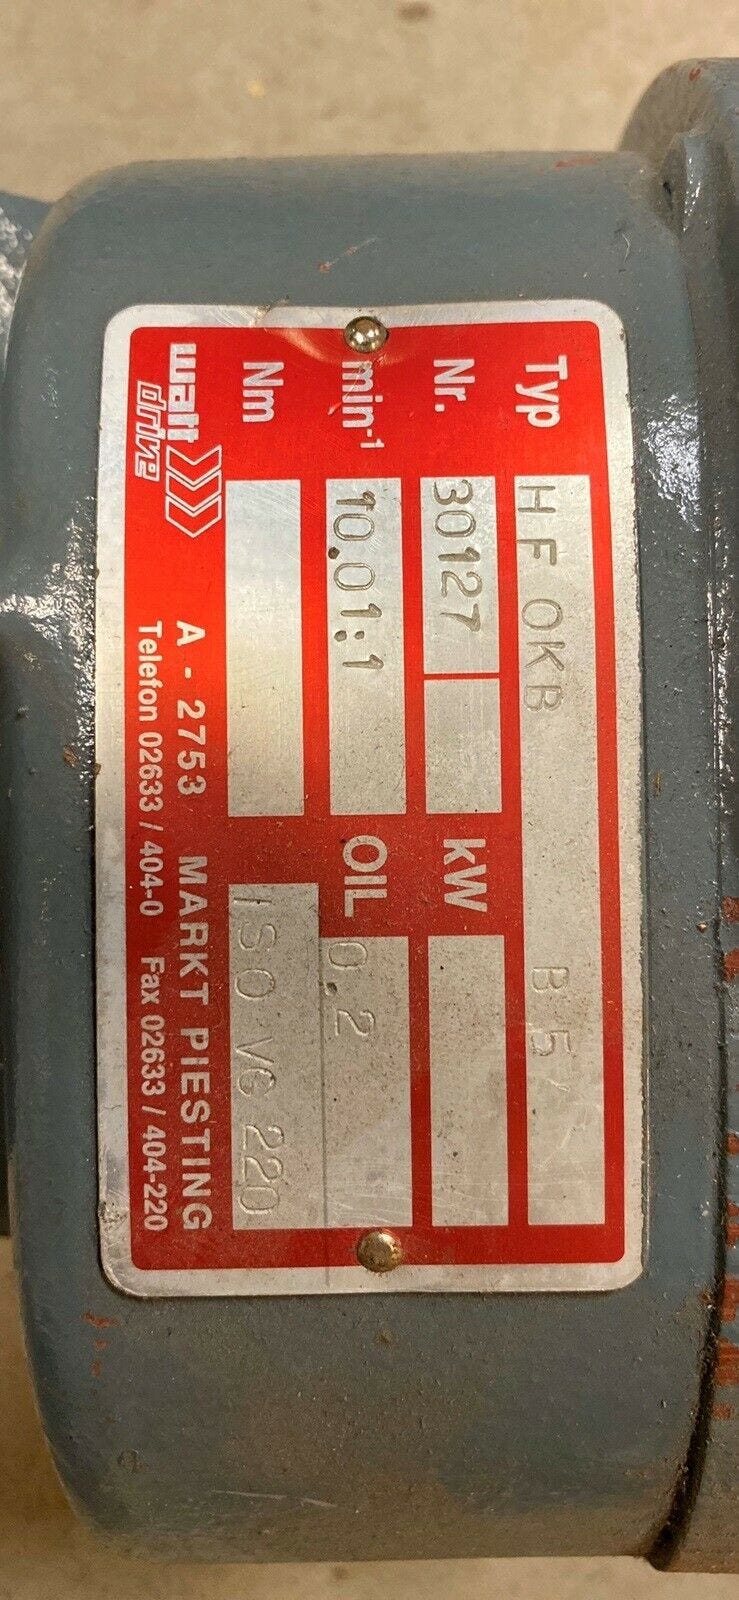 Typ HF OKB B5
Nr. 30127 kW
min-1 10.01:1 OIL 0,2
Nm ISO VG 220
watt drive
A - 2753 MARKT PIESTING
Telefon 02633 / 404-0 Fax 02633 / 404-220